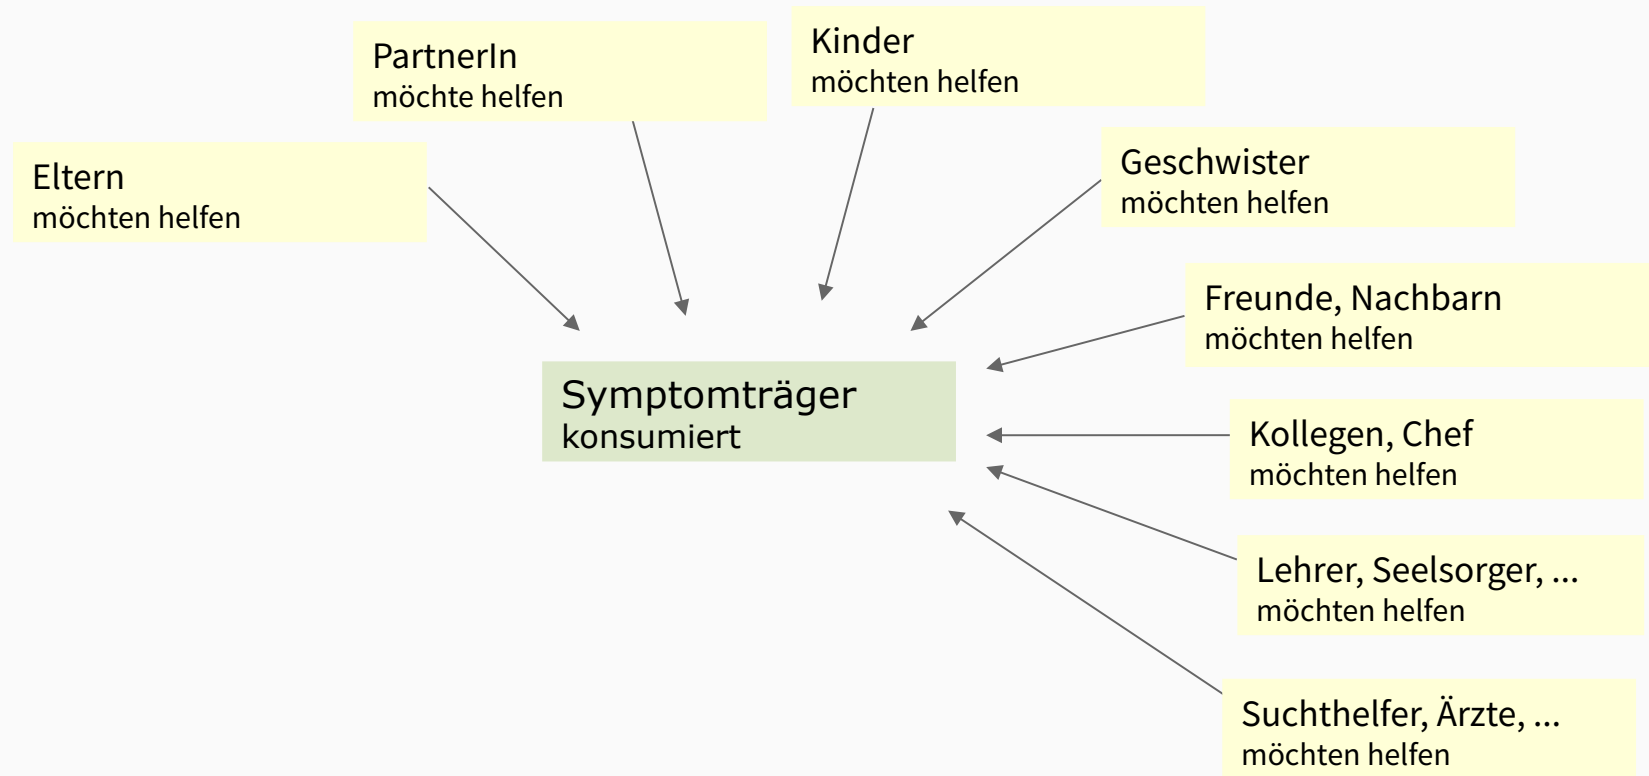 PartnerIn
möchte helfen
Kinder
möchten helfen
Eltern
möchten helfen
Geschwister
möchten helfen
Freunde, Nachbarn
möchten helfen
Symptomträger
konsumiert
Kollegen, Chef
möchten helfen
Lehrer, Seelsorger, ...
möchten helfen
Suchthelfer, Ärzte, ...
möchten helfen